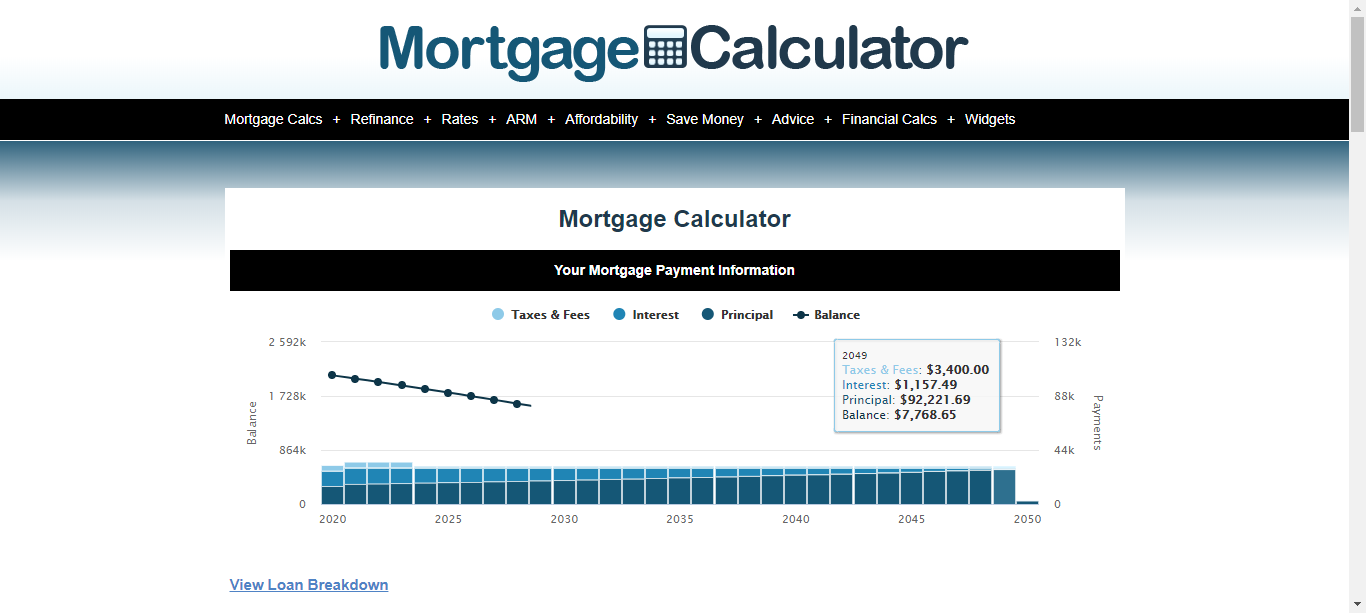 Mortgage Calculator
Mortgage Calcs + Refinance + Rates + ARM + Affordability + Save Money + Advice + Financial Calcs + Widgets
Mortgage Calculator
Your Mortgage Payment Information
Taxes & Fees Interest Principal Balance
2 592k
1 728k
864k
0
Balance
2049
Taxes & Fees: $3,400.00
Interest: $1,157.49
Principal: $92,221.69
Balance: $7,768.65
132k
88k
44k
0
Payments
2020 2025 2030 2035 2040 2045 2050
View Loan Breakdown